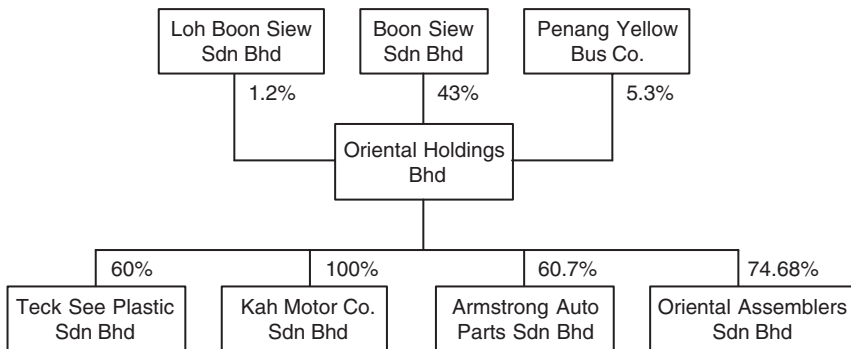 Loh Boon Siew
Sdn Bhd
Boon Siew
Sdn Bhd
Penang Yellow
Bus Co.
1.2%
43%
5.3%
Oriental Holdings
Bhd
60%
100%
60.7%
74.68%
Teck See Plastic
Sdn Bhd
Kah Motor Co.
Sdn Bhd
Armstrong Auto
Parts Sdn Bhd
Oriental Assemblers
Sdn Bhd